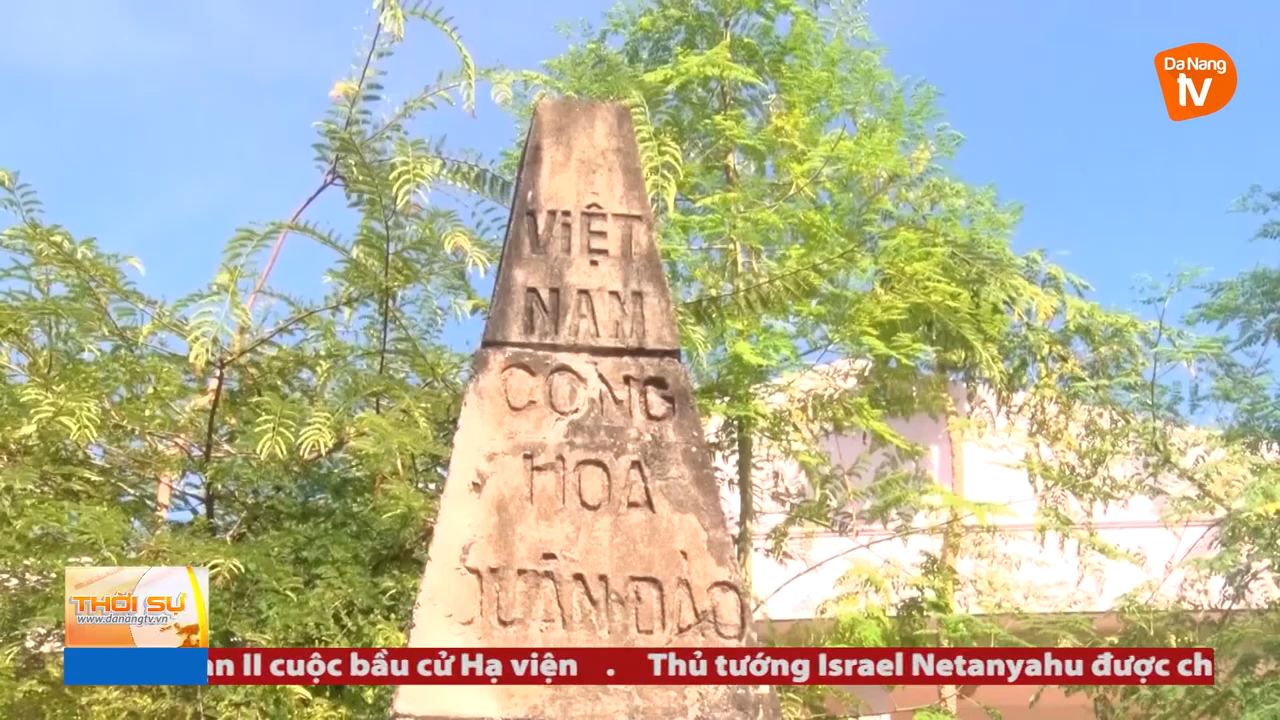 Da Nang
tv
VIỆT
NAM
CỘNG
HOA
QUẦN-ĐẢO
THỜI SỰ
www.danangtv.vn
an II cuộc bầu cử Hạ viện . Thủ tướng Israel Netanyahu được ch